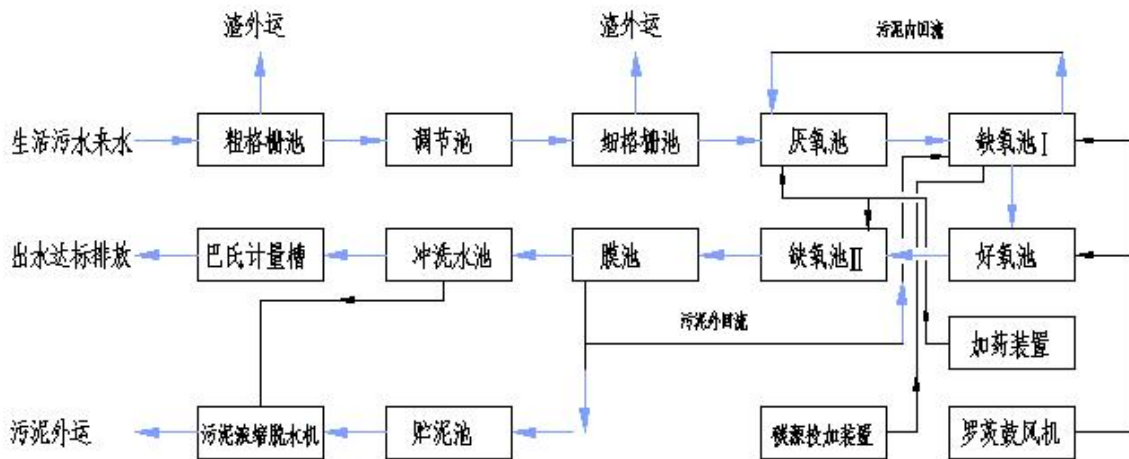 渣外运
渣外运
污泥内回流
生活污水来水
粗格栅池
调节池
细格栅池
厌氧池
缺氧池Ⅰ
出水达标排放
巴氏计量槽
冲洗水池
膜池
缺氧池Ⅱ
好氧池
污泥外回流
加药装置
污泥外运
污泥浓缩脱水机
贮泥池
碳源投加装置
罗茨鼓风机